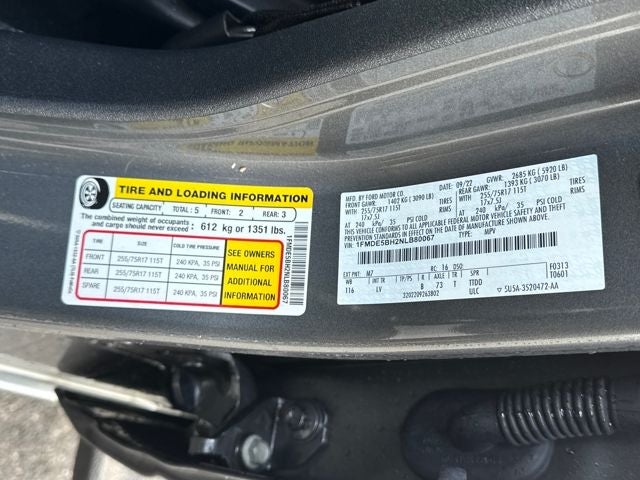 TIRE AND LOADING INFORMATION
SEATING CAPACITY TOTAL : 5 FRONT: 2 REAR: 3
The combined weight of occupants
and cargo should never exceed : 612 kg or 1351 lbs.
TIRE SIZE COLD TIRE PRESSURE
FRONT 255/75R17 115T 240 KPA, 35 PSI
REAR 255/75R17 115T 240 KPA, 35 PSI
SPARE 255/75R17 115T 240 KPA, 35 PSI
SEE OWNERS
MANUAL FOR
ADDITIONAL
INFORMATION
1FMDE5BH2NLB80067
MFD. BY FORD MOTOR CO.
DATE: 09/22 GVWR: 2685 KG ( 5920 LB)
FRONT GAWR: 1402 KG ( 3090 LB) REAR GAWR: 1393 KG ( 3070 LB)
WITH 255/75R17 115T TIRES WITH 255/75R17 115T TIRES
17x7.5J RIMS 17x7.5J RIMS
AT 240 kPa/ 35 PSI COLD AT 240 kPa/ 35 PSI COLD
THIS VEHICLE CONFORMS TO ALL APPLICABLE FEDERAL MOTOR VEHICLE SAFETY AND THEFT
PREVENTION STANDARDS IN EFFECT ON THE DATE OF MANUFACTURE SHOWN ABOVE.
VIN: 1FMDE5BH2NLB80067
TYPE: MPV
F0313
T0601
EXT PNT: M7 RC: 16 DSO:
WB BRK INT TR TP/PS R AXLE TR SPR
116 LV B 73 T TTDD
3202209263802 ULC 5U5A-3520472-AA